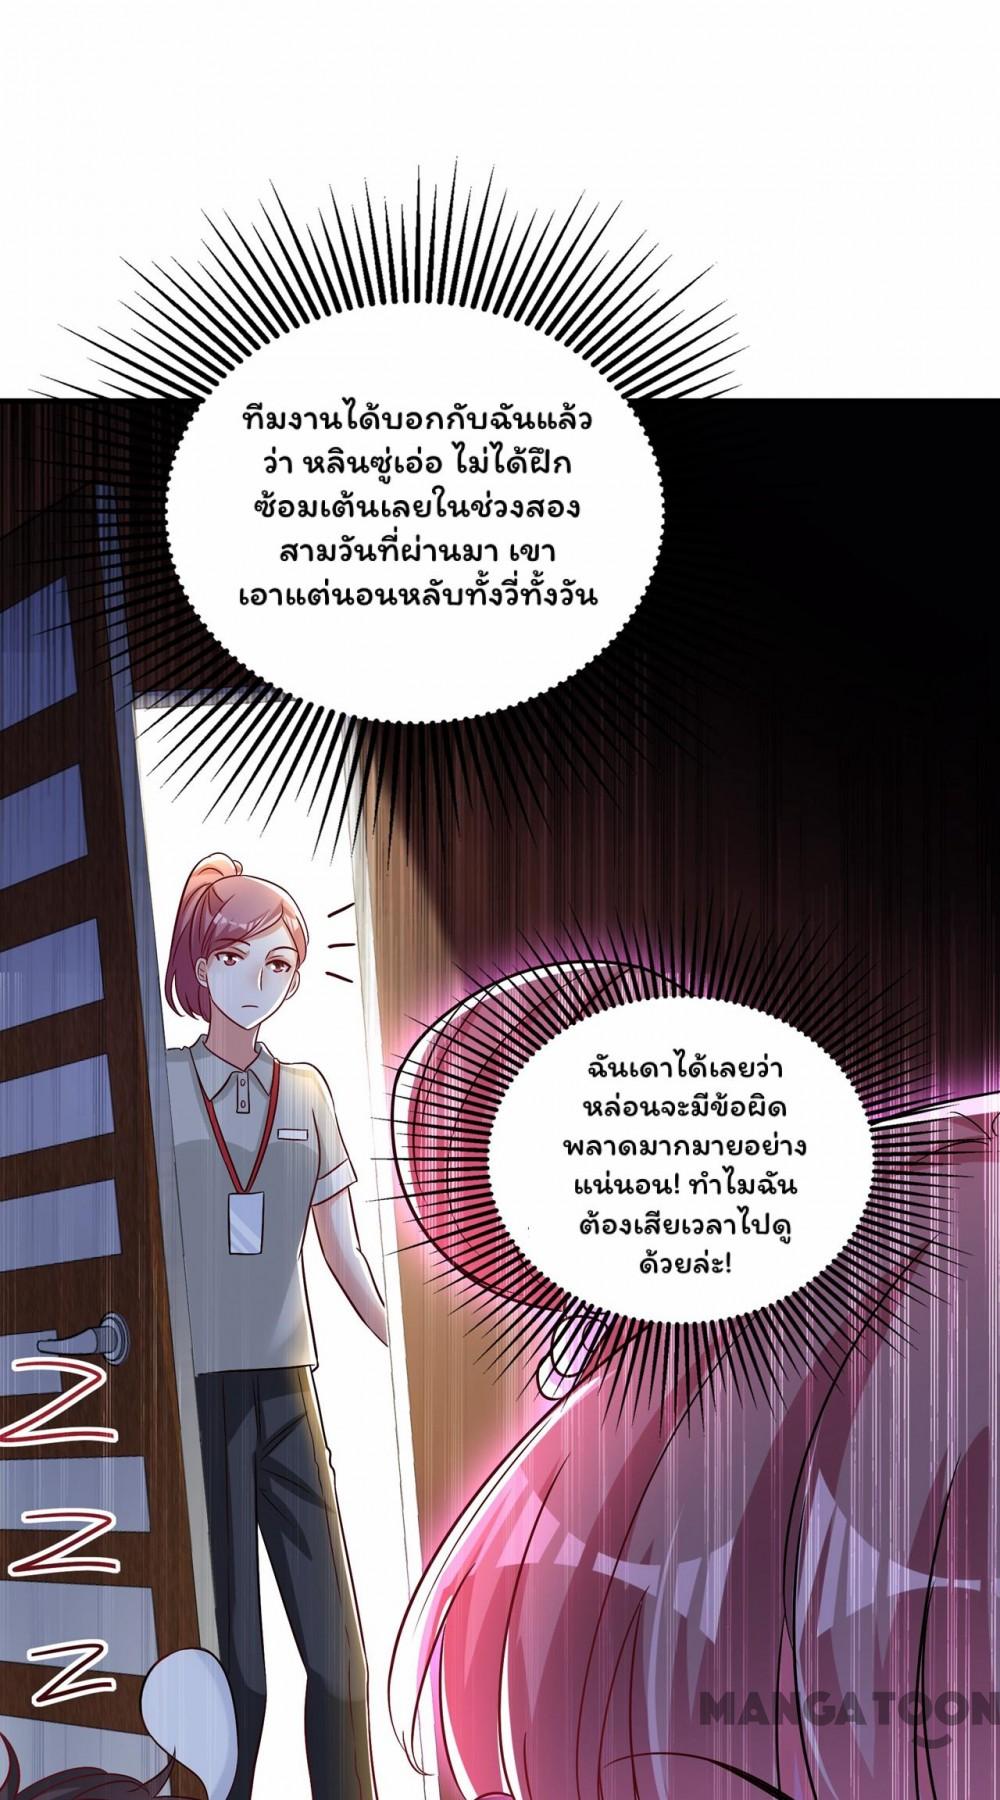 ทีมงานได้บอกกับฉันแล้ว
ว่า หลินซู่เอ่อ ไม่ได้ฝึก
ซ้อมเต้นเลยในช่วงสอง
สามวันที่ผ่านมา เขา
เอาแต่นอนหลับทั้งวี่ทั้งวัน
ฉันเดาได้เลยว่า
หล่อนจะมีข้อผิด
พลาดมากมายอย่าง
แน่นอน! ทำไมฉัน
ต้องเสียเวลาไปดู
ด้วยล่ะ!
Z
Z
Z
MANGATOON